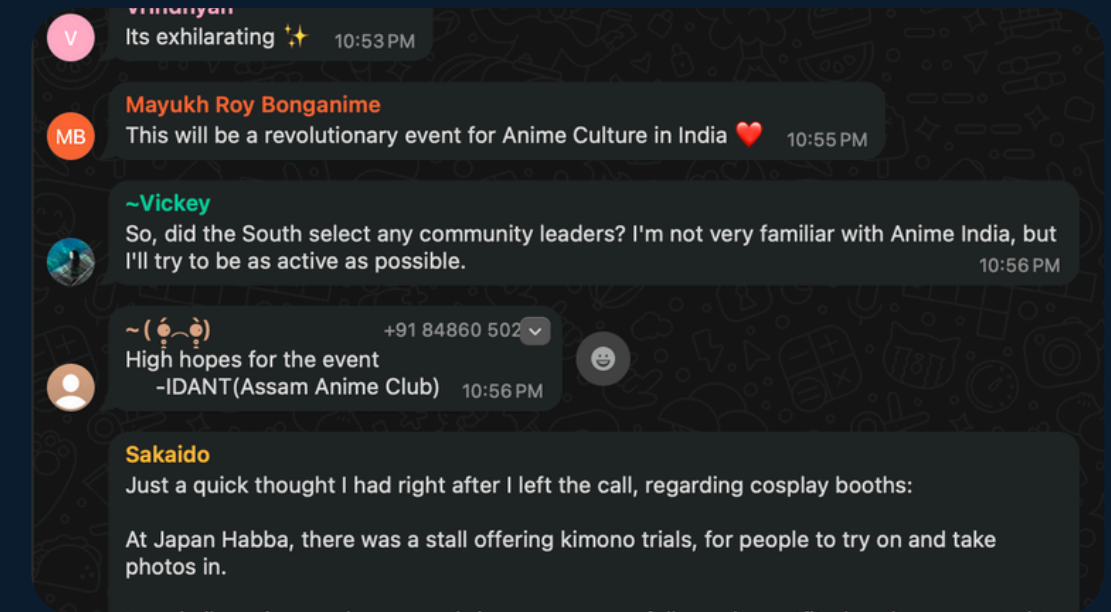 Vrindhyan
V
Its exhilarating ✨ 10:53 PM
Mayukh Roy Bonganime
MB
This will be a revolutionary event for Anime Culture in India ❤️ 10:55 PM
~Vickey
So, did the South select any community leaders? I'm not very familiar with Anime India, but
I'll try to be as active as possible. 10:56 PM
+91 84860 502
High hopes for the event
-IDANT(Assam Anime Club) 10:56 PM
Sakaido
Just a quick thought I had right after I left the call, regarding cosplay booths:
At Japan Habba, there was a stall offering kimono trials, for people to try on and take
photos in.